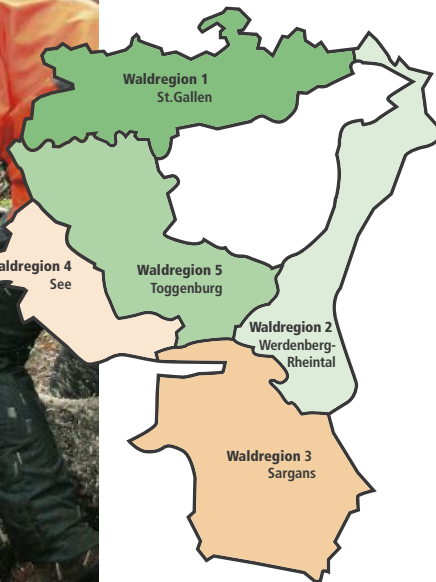 Waldregion 1
St.Gallen
aldregion 4
See
Waldregion 5
Toggenburg
Waldregion 2
Werdenberg-
Rheintal
Waldregion 3
Sargans